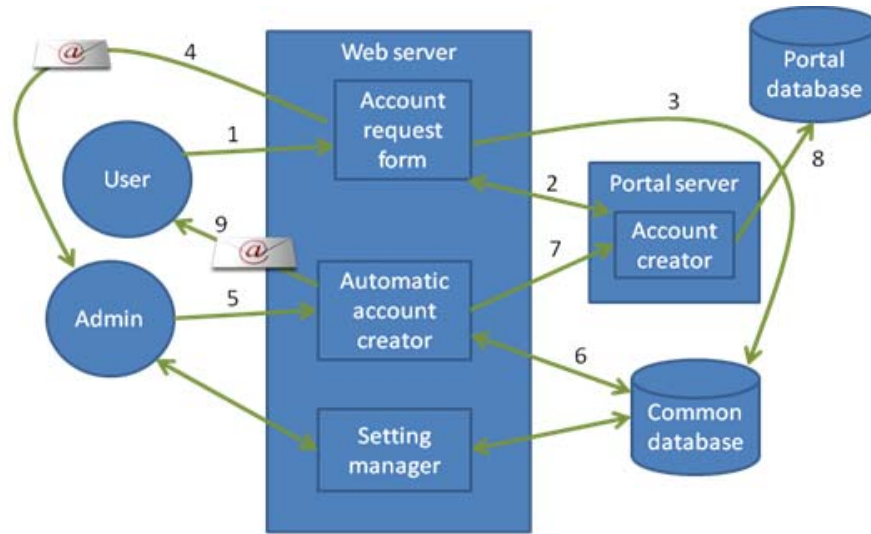 4
Web server
Portal
database
Account
request
form
3
1
User
2
Portal server
8
Account
creator
9
7
Automatic
account
creator
5
Admin
6
Common
database
Setting
manager
@
@